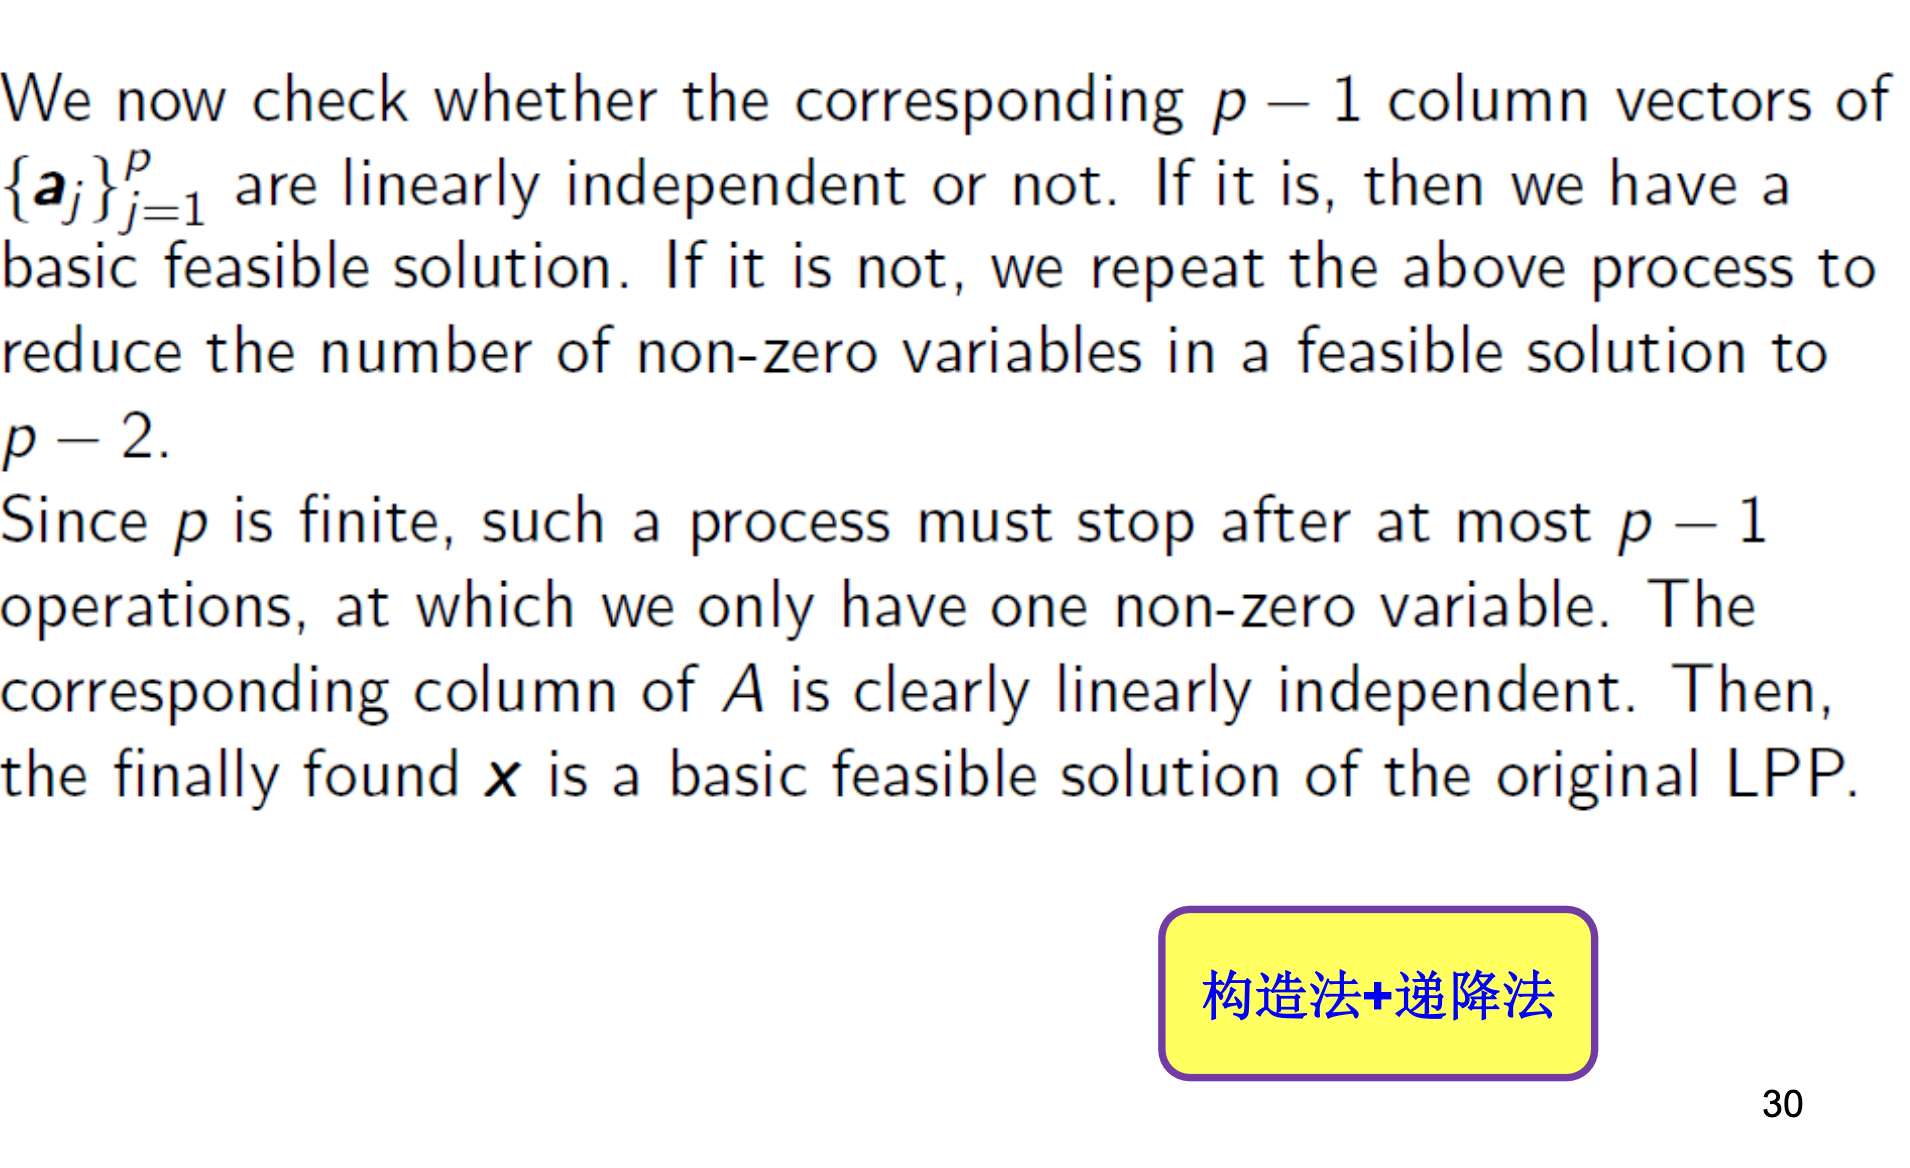 We now check whether the corresponding p − 1 column vectors of
{a_j}_{j=1}^p are linearly independent or not. If it is, then we have a
basic feasible solution. If it is not, we repeat the above process to
reduce the number of non-zero variables in a feasible solution to
p − 2.
Since p is finite, such a process must stop after at most p − 1
operations, at which we only have one non-zero variable. The
corresponding column of A is clearly linearly independent. Then,
the finally found x is a basic feasible solution of the original LPP.
构造法+递降法
30